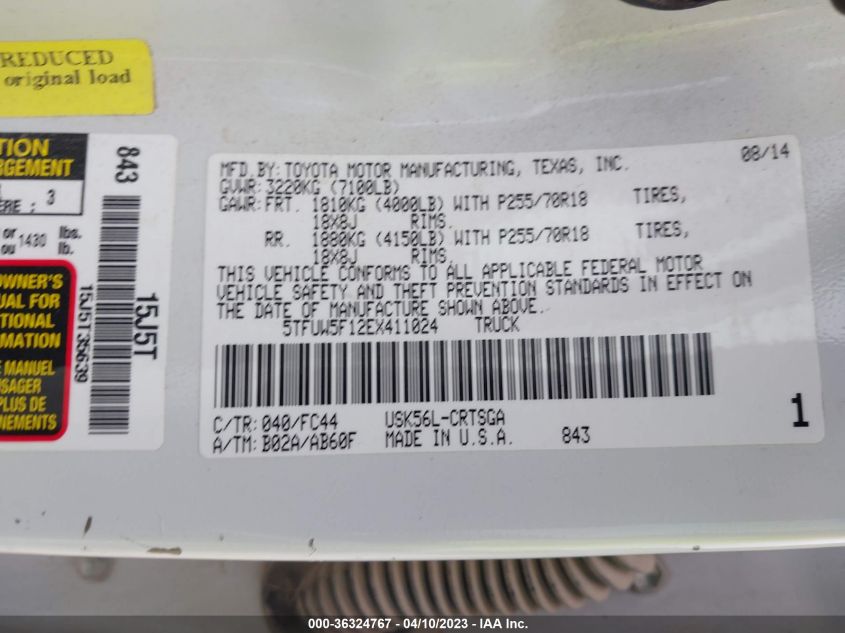 REDUCED
original load
TION
RGEMENT
ÈRE : 3
or 1430 lbs.
ou lb.
OWNER'S
UAL FOR
TIONAL
RMATION
E MANUEL
USAGER
PLUS DE
NEMENTS
843
15J5T
15J5T35639
MFD. BY: TOYOTA MOTOR MANUFACTURING, TEXAS, INC. 08/14
GVWR: 3220KG (7100LB)
GAWR: FRT. 1810KG (4000LB) WITH P255/70R18 TIRES,
18X8J RIMS.
RR. 1880KG (4150LB) WITH P255/70R18 TIRES,
18X8J RIMS.
THIS VEHICLE CONFORMS TO ALL APPLICABLE FEDERAL MOTOR
VEHICLE SAFETY AND THEFT PREVENTION STANDARDS IN EFFECT ON
THE DATE OF MANUFACTURE SHOWN ABOVE.
5TFUW5F12EX411024 TRUCK
C/TR: 040/FC44 USK56L-CRTSGA
A/TM: B02A/AB60F MADE IN U.S.A. 843
1
000-36324767 - 04/10/2023 - IAA Inc.